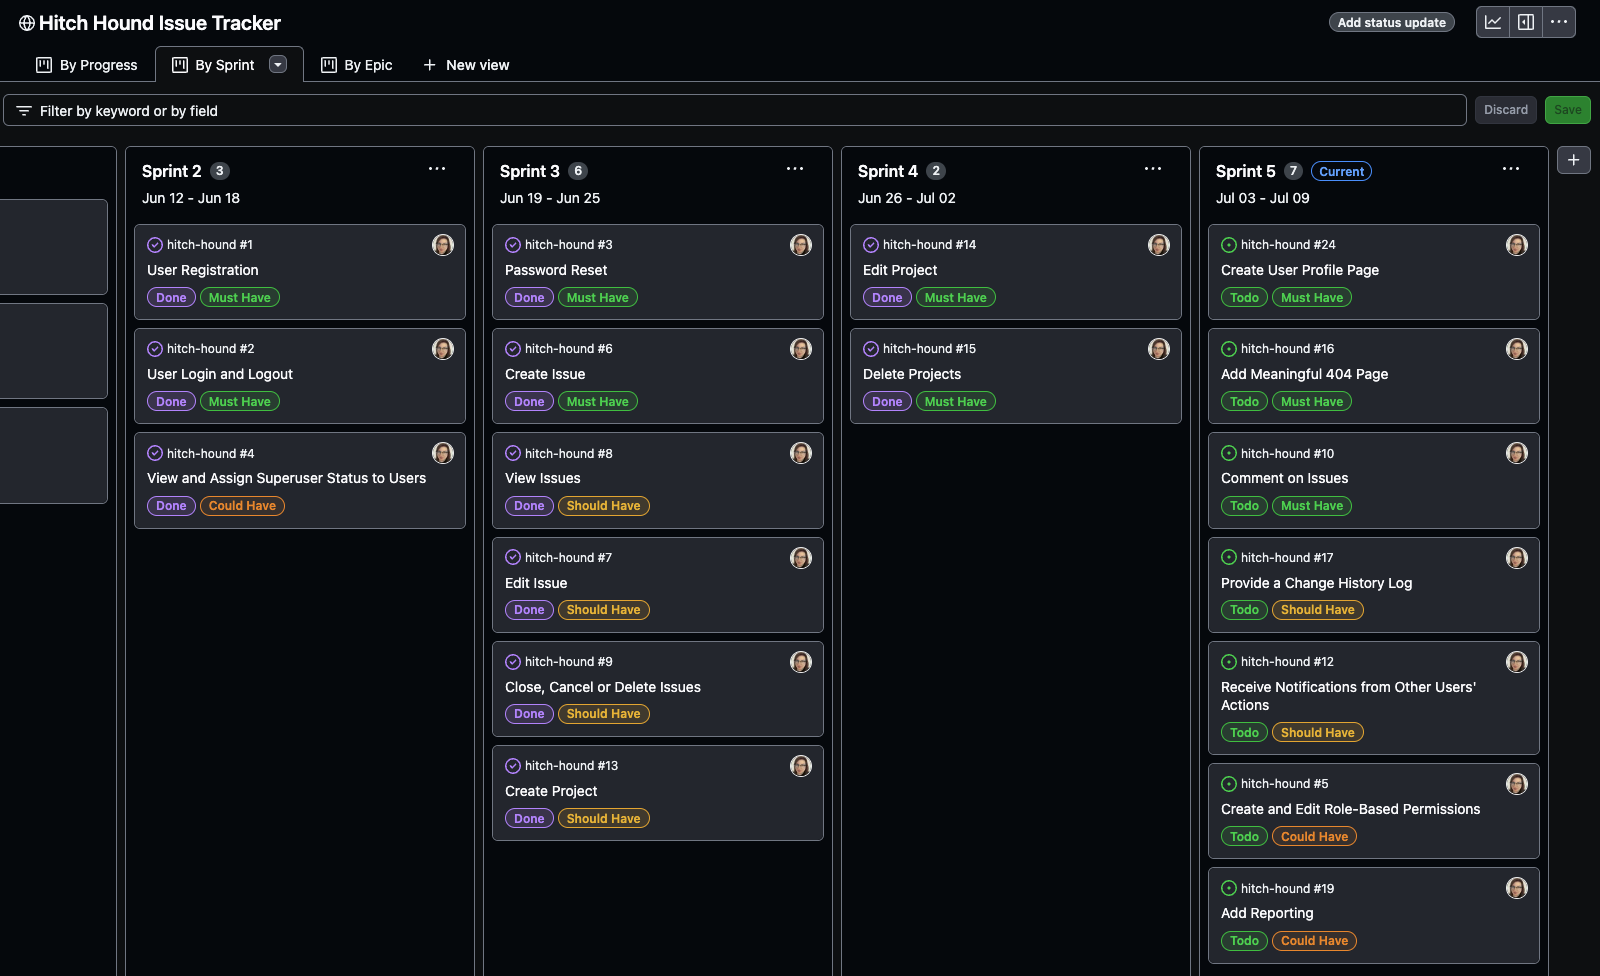 Hitch Hound Issue Tracker
Add status update
By Progress
By Sprint
By Epic
New view
Filter by keyword or by field
Discard
Save
Sprint 2 3
Jun 12 - Jun 18
hitch-hound #1
User Registration
Done Must Have
hitch-hound #2
User Login and Logout
Done Must Have
hitch-hound #4
View and Assign Superuser Status to Users
Done Could Have
Sprint 3 6
Jun 19 - Jun 25
hitch-hound #3
Password Reset
Done Must Have
hitch-hound #6
Create Issue
Done Must Have
hitch-hound #8
View Issues
Done Should Have
hitch-hound #7
Edit Issue
Done Should Have
hitch-hound #9
Close, Cancel or Delete Issues
Done Should Have
hitch-hound #13
Create Project
Done Should Have
Sprint 4 2
Jun 26 - Jul 02
hitch-hound #14
Edit Project
Done Must Have
hitch-hound #15
Delete Projects
Done Must Have
Sprint 5 7 Current
Jul 03 - Jul 09
hitch-hound #24
Create User Profile Page
Todo Must Have
hitch-hound #16
Add Meaningful 404 Page
Todo Must Have
hitch-hound #10
Comment on Issues
Todo Must Have
hitch-hound #17
Provide a Change History Log
Todo Should Have
hitch-hound #12
Receive Notifications from Other Users'
Actions
Todo Should Have
hitch-hound #5
Create and Edit Role-Based Permissions
Todo Could Have
hitch-hound #19
Add Reporting
Todo Could Have